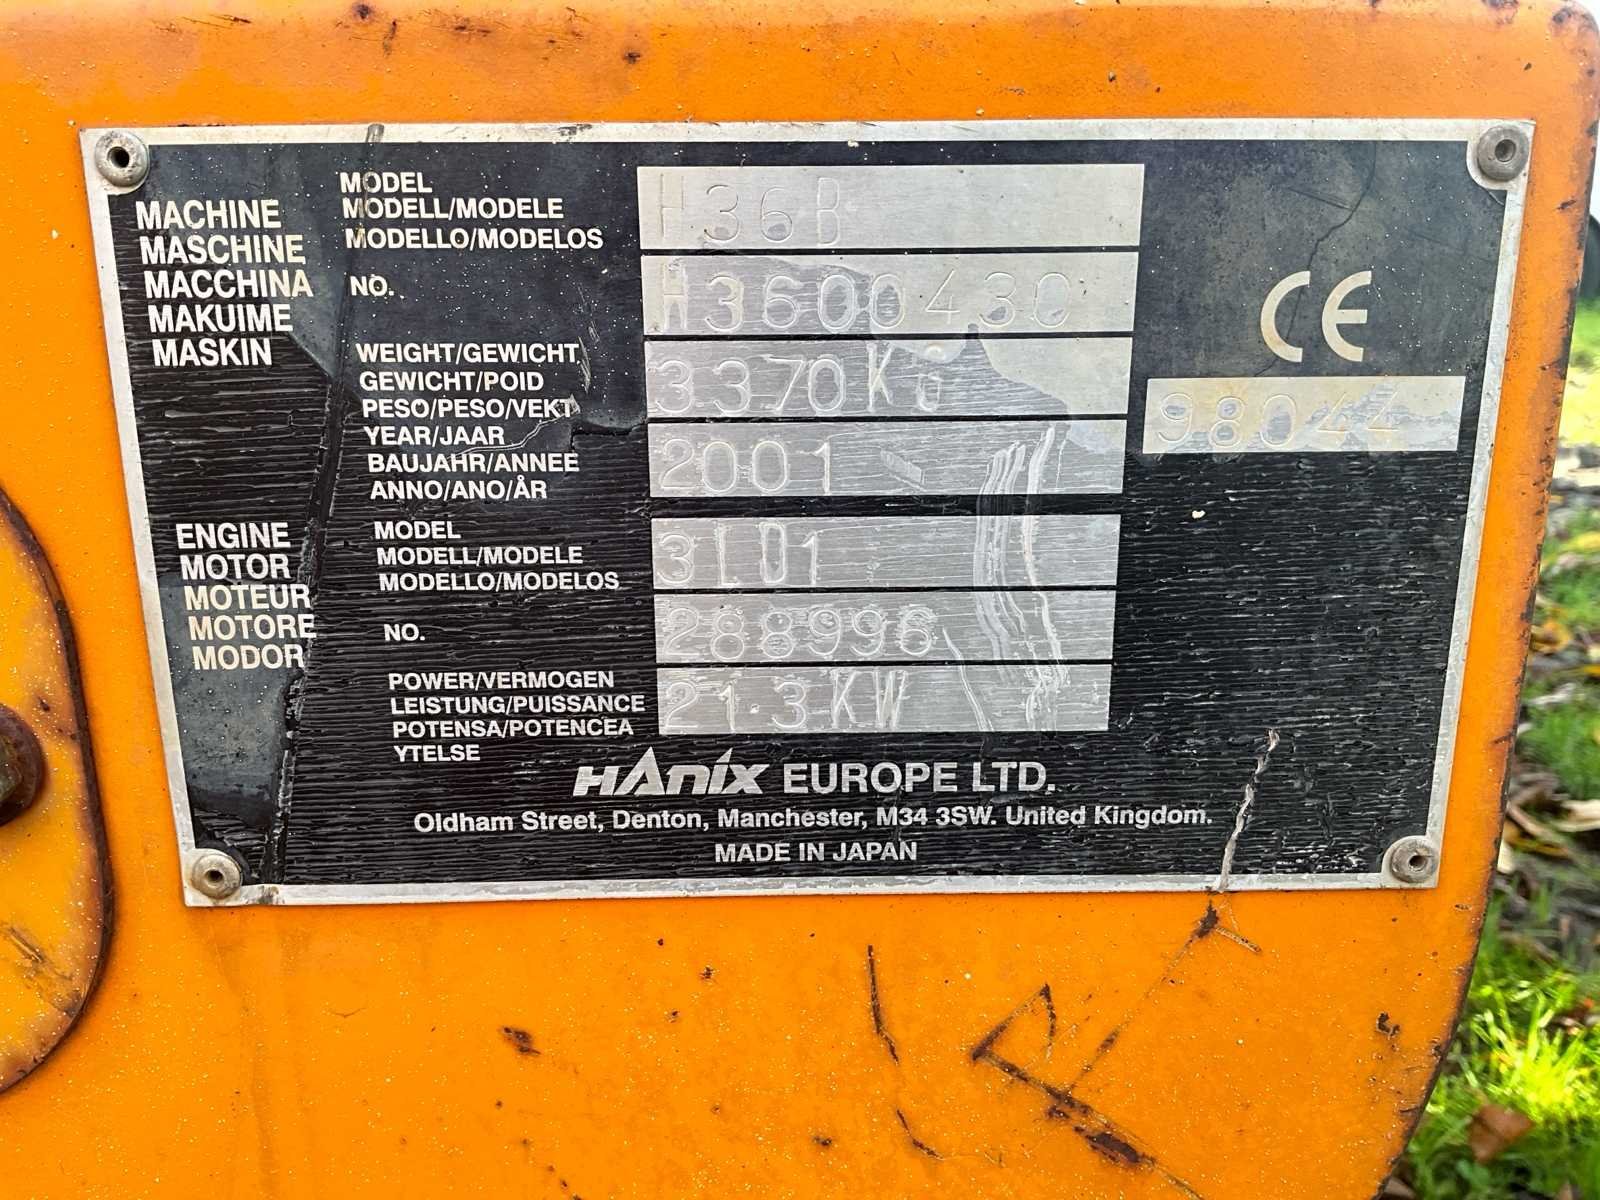 MACHINE
MASCHINE
MACCHINA
MAKUIME
MASKIN
MODEL
MODELL/MODELE
MODELLO/MODELOS
H36B
NO.
H3600430
WEIGHT/GEWICHT
GEWICHT/POID
PESO/PESO/VEKT
3370Kg
YEAR/JAAR
BAUJAHR/ANNEE
ANNO/ANO/ÅR
2001
CE
98044
ENGINE
MOTOR
MOTEUR
MOTORE
MODOR
MODEL
MODELL/MODELE
MODELLO/MODELOS
3LD1
NO.
288996
POWER/VERMOGEN
LEISTUNG/PUISSANCE
POTENSA/POTENCEA
YTELSE
21.3KW
HANIX EUROPE LTD.
Oldham Street, Denton, Manchester, M34 3SW. United Kingdom.
MADE IN JAPAN